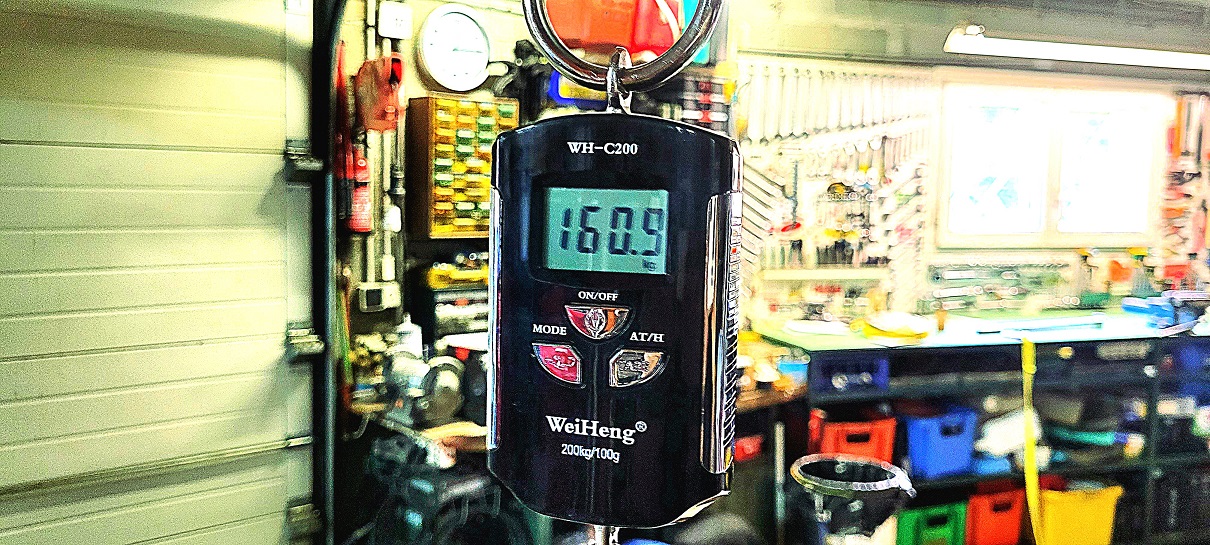 WH-C200
160.9
kg
ON/OFF
MODE AT/H
WeiHeng®
200kg/100g